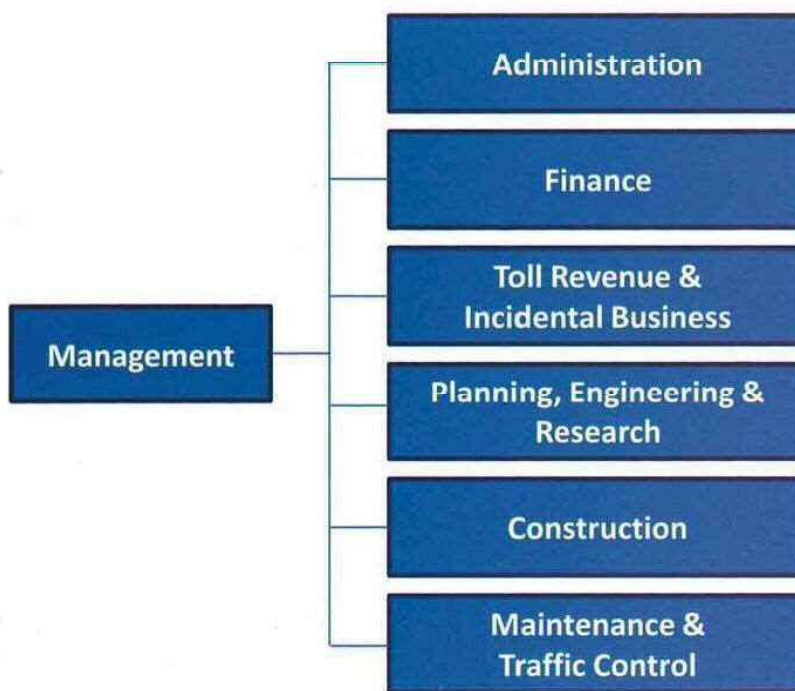 Administration
Finance
Toll Revenue &
Incidental Business
Management
Planning, Engineering &
Research
Construction
Maintenance &
Traffic Control